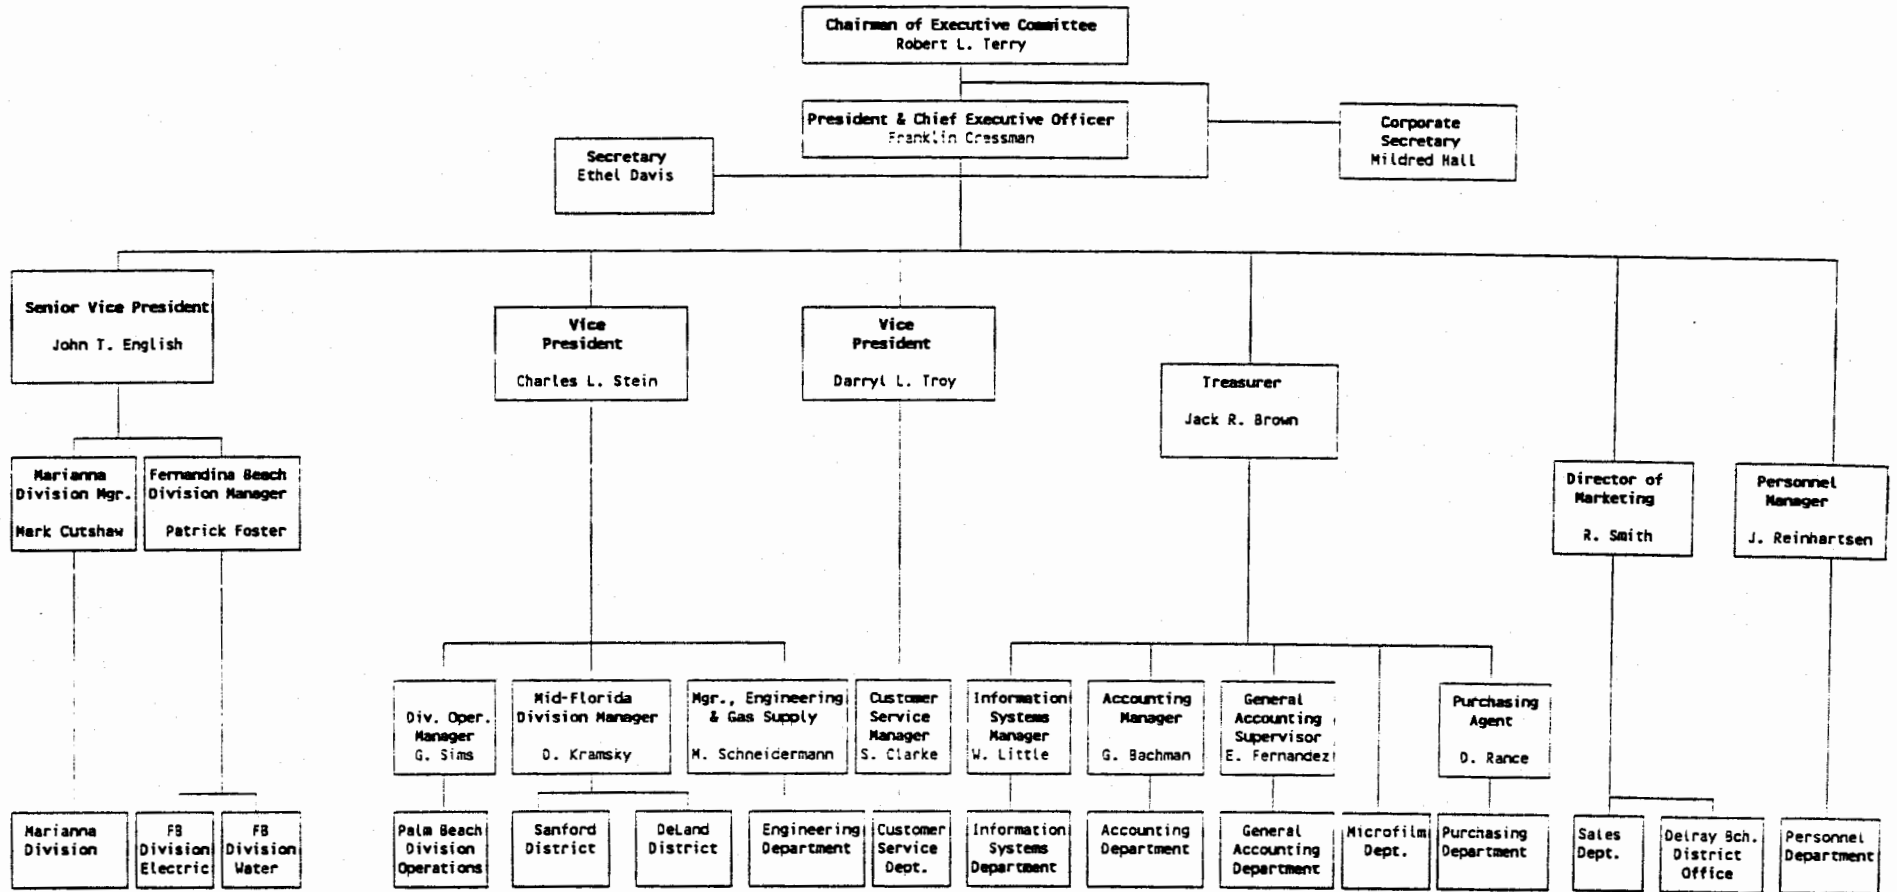 Chairman of Executive Committee
Robert L. Terry
President & Chief Executive Officer
Franklin Cressman
Corporate
Secretary
Mildred Hall
Secretary
Ethel Davis
Senior Vice President
John T. English
Vice
President
Charles L. Stein
Vice
President
Darryl L. Troy
Treasurer
Jack R. Brown
Marianna
Division Mgr.
Mark Cutshaw
Fernandina Beach
Division Manager
Patrick Foster
Director of
Marketing
R. Smith
Personnel
Manager
J. Reinhartsen
Div. Oper.
Manager
G. Sims
Mid-Florida
Division Manager
D. Kramsky
Mgr., Engineering
& Gas Supply
M. Schneidermann
Customer
Service
Manager
S. Clarke
Information
Systems
Manager
W. Little
Accounting
Manager
G. Bachman
General
Accounting
Supervisor
E. Fernandez
Purchasing
Agent
D. Rance
Marianna
Division
FB
Division
Electric
FB
Division
Water
Palm Beach
Division
Operations
Sanford
District
DeLand
District
Engineering
Department
Customer
Service
Dept.
Information
Systems
Department
Accounting
Department
General
Accounting
Department
Microfilm
Dept.
Purchasing
Department
Sales
Dept.
Delray Bch.
District
Office
Personnel
Department